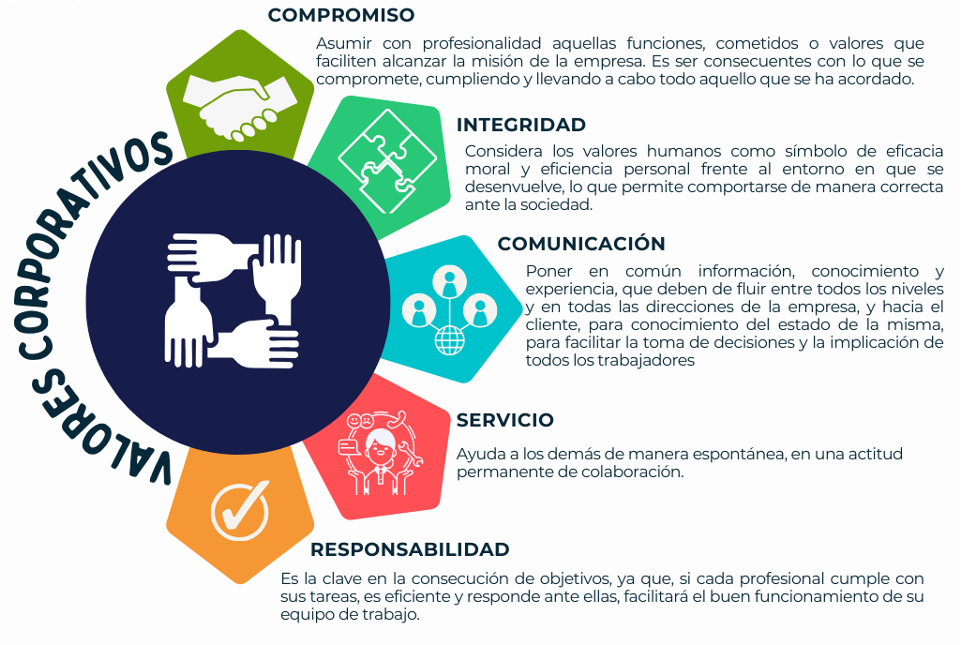 VALORES CORPORATIVOS
COMPROMISO
Asumir con profesionalidad aquellas funciones, cometidos o valores que
faciliten alcanzar la misión de la empresa. Es ser consecuentes con lo que se
compromete, cumpliendo y llevando a cabo todo aquello que se ha acordado.
INTEGRIDAD
Considera los valores humanos como símbolo de eficacia
moral y eficiencia personal frente al entorno en que se
desenvuelve, lo que permite comportarse de manera correcta
ante la sociedad.
COMUNICACIÓN
Poner en común información, conocimiento y
experiencia, que deben de fluir entre todos los niveles
y en todas las direcciones de la empresa, y hacia el
cliente, para conocimiento del estado de la misma,
para facilitar la toma de decisiones y la implicación de
todos los trabajadores
SERVICIO
Ayuda a los demás de manera espontánea, en una actitud
permanente de colaboración.
RESPONSABILIDAD
Es la clave en la consecución de objetivos, ya que, si cada profesional cumple con
sus tareas, es eficiente y responde ante ellas, facilitará el buen funcionamiento de su
equipo de trabajo.